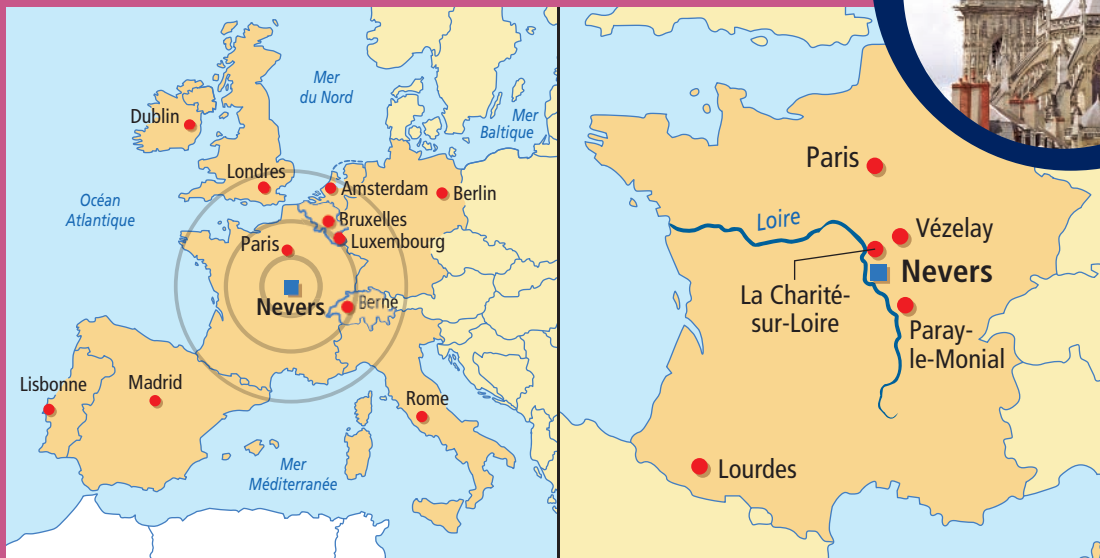 Mer
du Nord
Mer
Baltique
Dublin
Londres
Amsterdam
Berlin
Océan
Atlantique
Bruxelles
Paris
Luxembourg
Nevers
Berne
Lisbonne
Madrid
Rome
Mer
Méditerranée
Paris
Loire
Vézelay
Nevers
La Charité-
sur-Loire
Paray-
le-Monial
Lourdes